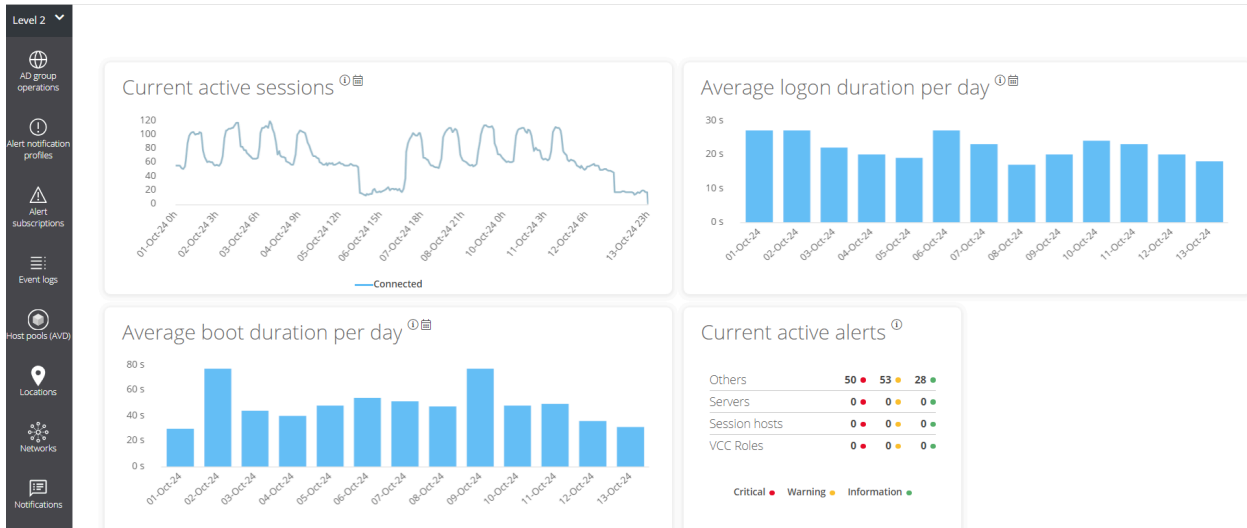 Level 2
AD group
operations
Alert notification
profiles
Alert
subscriptions
Event logs
Host pools (AVD)
Locations
Networks
Notifications
Current active sessions
120
100
80
60
40
20
0
01-Oct-24 0h
02-Oct-24 3h
03-Oct-24 6h
04-Oct-24 9h
05-Oct-24 12h
06-Oct-24 15h
07-Oct-24 18h
08-Oct-24 21h
10-Oct-24 0h
11-Oct-24 3h
12-Oct-24 6h
13-Oct-24 23h
Connected
Average logon duration per day
30 s
20 s
10 s
0 s
01-Oct-24
02-Oct-24
03-Oct-24
04-Oct-24
05-Oct-24
06-Oct-24
07-Oct-24
08-Oct-24
09-Oct-24
10-Oct-24
11-Oct-24
12-Oct-24
13-Oct-24
Average boot duration per day
80 s
60 s
40 s
20 s
0 s
01-Oct-24
02-Oct-24
03-Oct-24
04-Oct-24
05-Oct-24
06-Oct-24
07-Oct-24
08-Oct-24
09-Oct-24
10-Oct-24
11-Oct-24
12-Oct-24
13-Oct-24
Current active alerts
Others 50 53 28
Servers 0 0 0
Session hosts 0 0 0
VCC Roles 0 0 0
Critical Warning Information